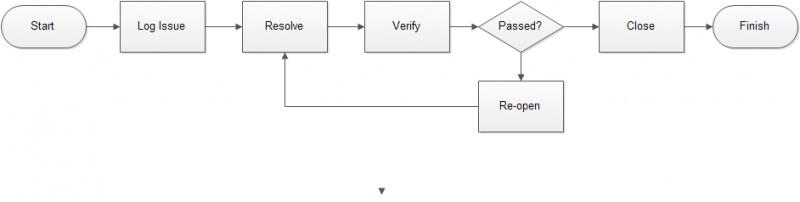 Start
Log Issue
Resolve
Verify
Passed?
Close
Finish
Re-open